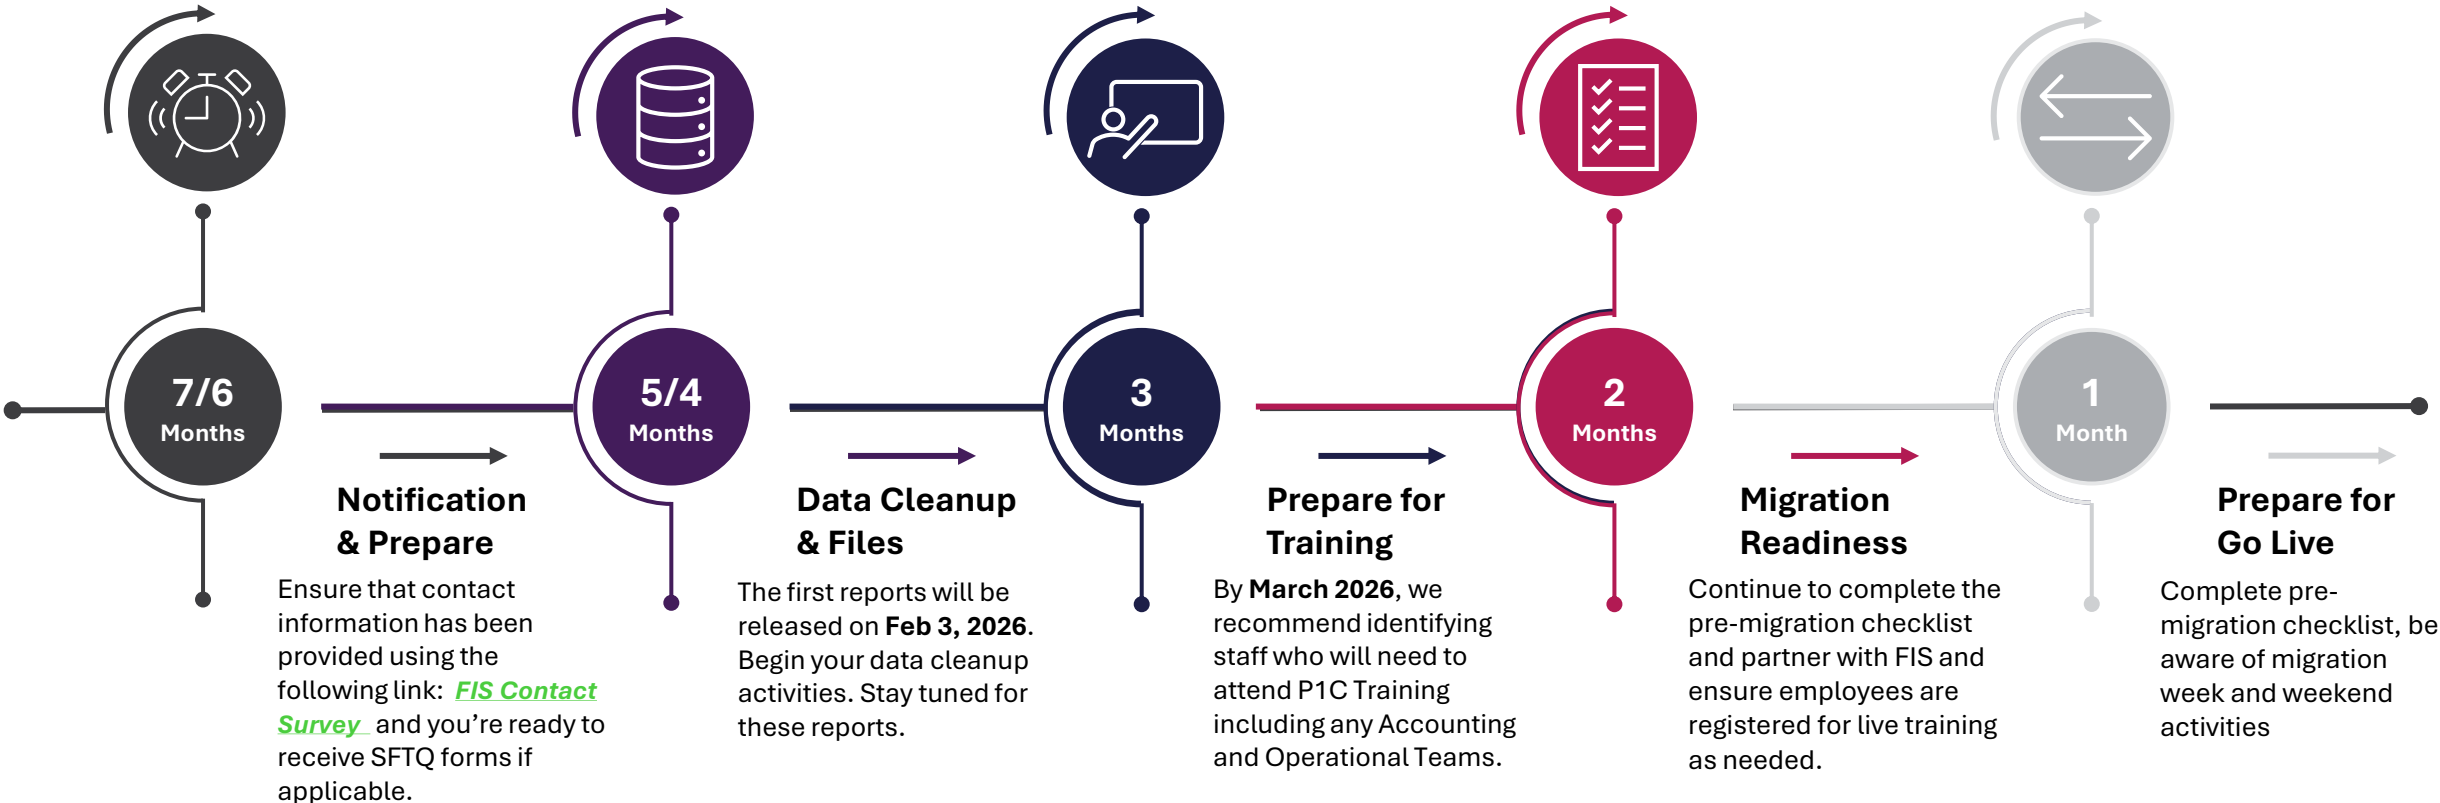 7/6
Months
Notification
& Prepare
Ensure that contact
information has been
provided using the
following link: FIS Contact
Survey and you’re ready to
receive SFTQ forms if
applicable.
5/4
Months
Data Cleanup
& Files
The first reports will be
released on Feb 3, 2026.
Begin your data cleanup
activities. Stay tuned for
these reports.
3
Months
Prepare for
Training
By March 2026, we
recommend identifying
staff who will need to
attend P1C Training
including any Accounting
and Operational Teams.
2
Months
Migration
Readiness
Continue to complete the
pre-migration checklist
and partner with FIS and
ensure employees are
registered for live training
as needed.
1
Month
Prepare for
Go Live
Complete pre-
migration checklist, be
aware of migration
week and weekend
activities